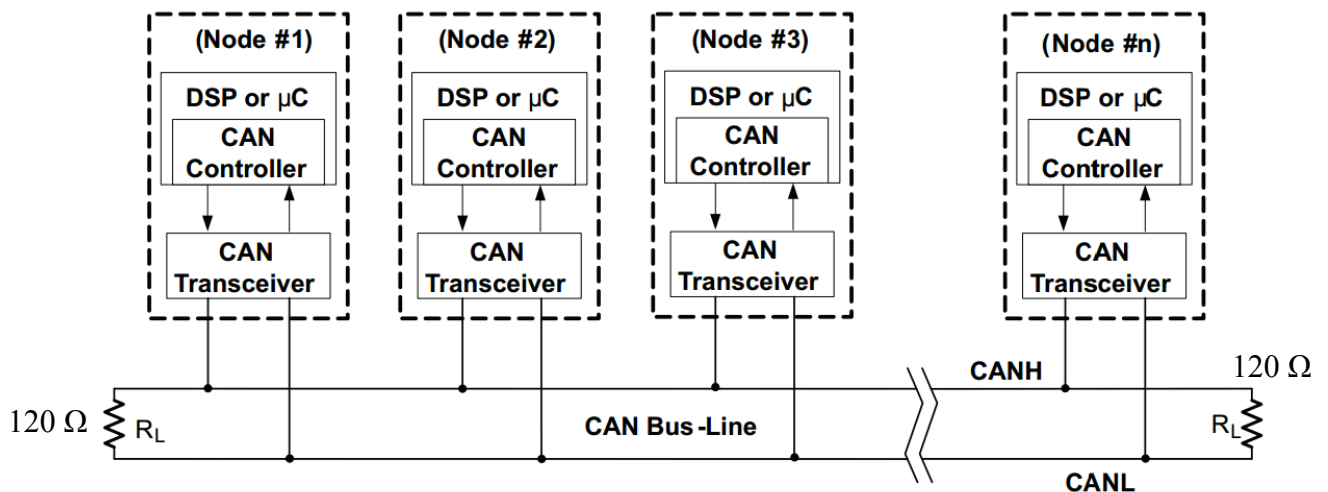 (Node #1)
DSP or µC
CAN
Controller
CAN
Transceiver
(Node #2)
DSP or µC
CAN
Controller
CAN
Transceiver
(Node #3)
DSP or µC
CAN
Controller
CAN
Transceiver
(Node #n)
DSP or µC
CAN
Controller
CAN
Transceiver
CANH
120 Ω
120 Ω
RL
CAN Bus-Line
RL
CANL